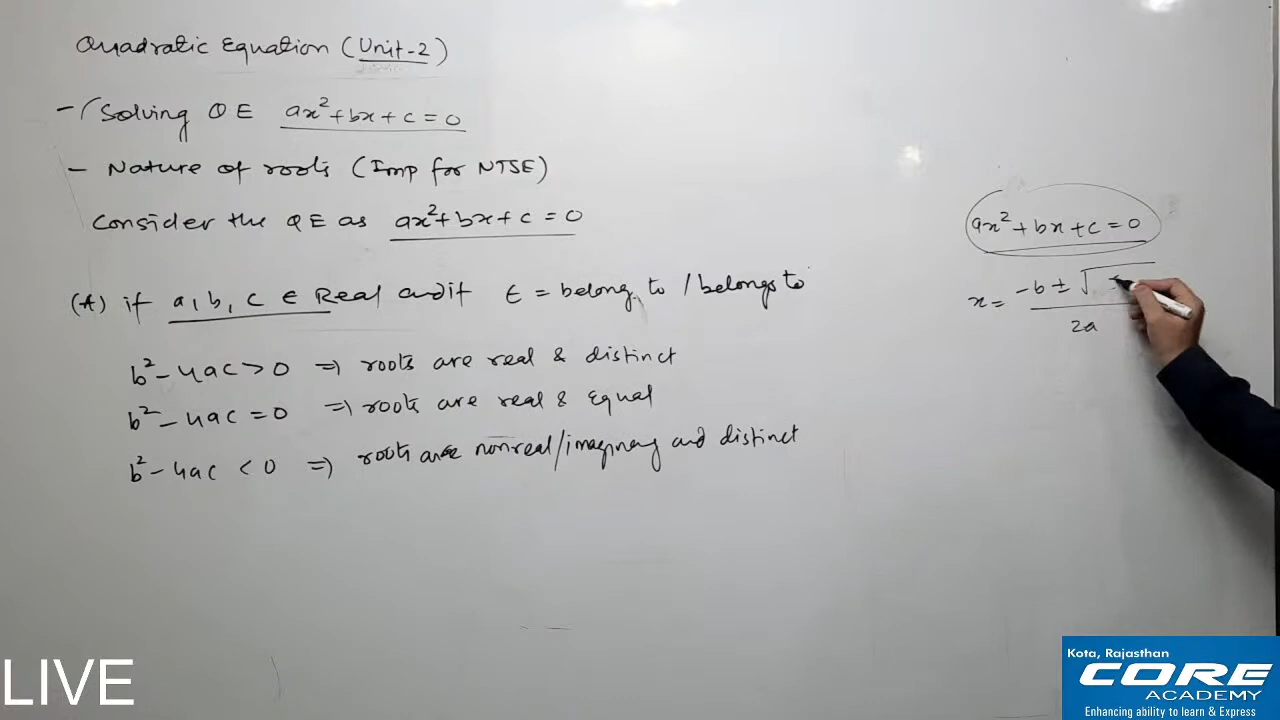 Quadratic Equation (Unit-2)
- Solving QE ax²+bx+c=0
- Nature of roots (Imp for NTSE)
Consider the QE as ax²+bx+c=0
(A) if a, b, c ∈ Real and if ∈ = belong to / belongs to
b²-4ac>0 ⇒ roots are real & distinct
b²-4ac=0 ⇒ roots are real & Equal
b²-4ac<0 ⇒ roots are nonreal/imaginary and distinct
ax²+bx+c=0
x = -b ± √
2a
LIVE
Kota, Rajasthan
CORE
ACADEMY
Enhancing ability to learn & Express